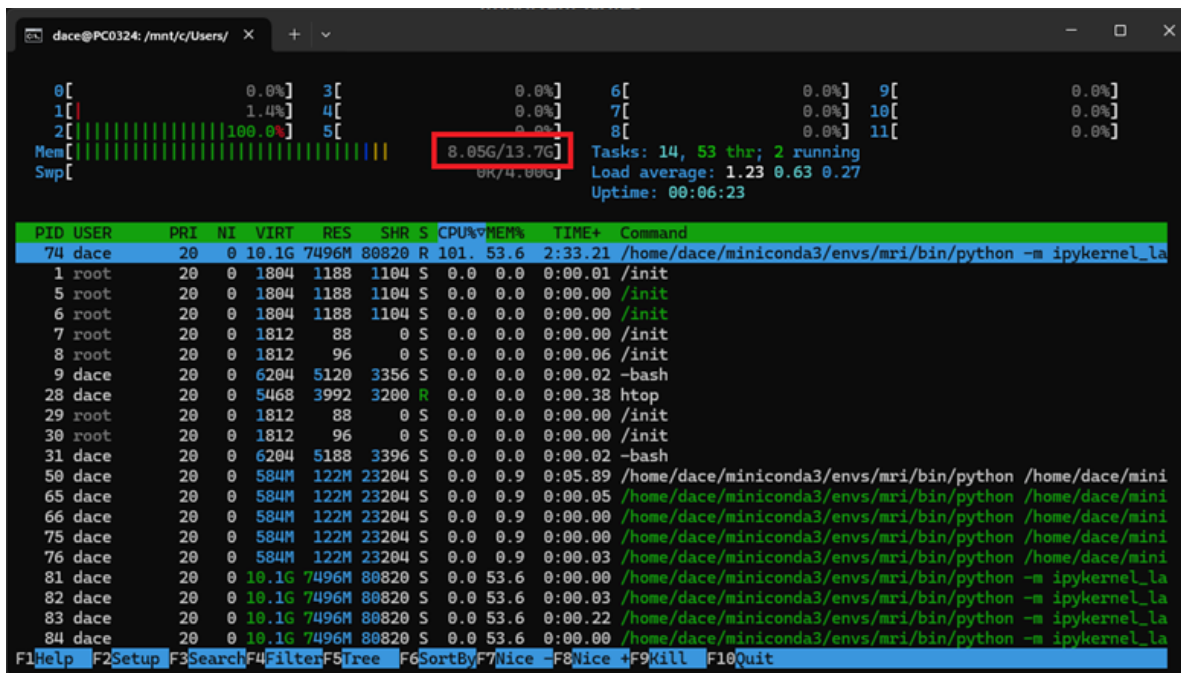 dace@PC0324: /mnt/c/Users/
0[ 0.0%] 3[ 0.0%] 6[ 0.0%] 9[ 0.0%]
1[| 1.4%] 4[ 0.0%] 7[ 0.0%] 10[ 0.0%]
2[||||||||||||||||100.0%] 5[ 0.0%] 8[ 0.0%] 11[ 0.0%]
Mem[|||||||||||||||||||||||||||||||||| 8.05G/13.7G] Tasks: 14, 53 thr; 2 running
Swp[ 0K/4.00G] Load average: 1.23 0.63 0.27
Uptime: 00:06:23
PID USER PRI NI VIRT RES SHR S CPU%▽MEM% TIME+ Command
74 dace 20 0 10.1G 7496M 80820 R 101. 53.6 2:33.21 /home/dace/miniconda3/envs/mri/bin/python -m ipykernel_la
1 root 20 0 1804 1188 1104 S 0.0 0.0 0:00.01 /init
5 root 20 0 1804 1188 1104 S 0.0 0.0 0:00.00 /init
6 root 20 0 1804 1188 1104 S 0.0 0.0 0:00.00 /init
7 root 20 0 1812 88 0 S 0.0 0.0 0:00.00 /init
8 root 20 0 1812 96 0 S 0.0 0.0 0:00.06 /init
9 dace 20 0 6204 5120 3356 S 0.0 0.0 0:00.02 -bash
28 dace 20 0 5468 3992 3200 R 0.0 0.0 0:00.38 htop
29 root 20 0 1812 88 0 S 0.0 0.0 0:00.00 /init
30 root 20 0 1812 96 0 S 0.0 0.0 0:00.00 /init
31 dace 20 0 6204 5188 3396 S 0.0 0.0 0:00.02 -bash
50 dace 20 0 584M 122M 23204 S 0.0 0.9 0:05.89 /home/dace/miniconda3/envs/mri/bin/python /home/dace/mini
65 dace 20 0 584M 122M 23204 S 0.0 0.9 0:00.05 /home/dace/miniconda3/envs/mri/bin/python /home/dace/mini
66 dace 20 0 584M 122M 23204 S 0.0 0.9 0:00.00 /home/dace/miniconda3/envs/mri/bin/python /home/dace/mini
75 dace 20 0 584M 122M 23204 S 0.0 0.9 0:00.00 /home/dace/miniconda3/envs/mri/bin/python /home/dace/mini
76 dace 20 0 584M 122M 23204 S 0.0 0.9 0:00.03 /home/dace/miniconda3/envs/mri/bin/python /home/dace/mini
81 dace 20 0 10.1G 7496M 80820 S 0.0 53.6 0:00.00 /home/dace/miniconda3/envs/mri/bin/python -m ipykernel_la
82 dace 20 0 10.1G 7496M 80820 S 0.0 53.6 0:00.03 /home/dace/miniconda3/envs/mri/bin/python -m ipykernel_la
83 dace 20 0 10.1G 7496M 80820 S 0.0 53.6 0:00.22 /home/dace/miniconda3/envs/mri/bin/python -m ipykernel_la
84 dace 20 0 10.1G 7496M 80820 S 0.0 53.6 0:00.00 /home/dace/miniconda3/envs/mri/bin/python -m ipykernel_la
F1Help F2Setup F3SearchF4FilterF5Tree F6SortByF7Nice -F8Nice +F9Kill F10Quit